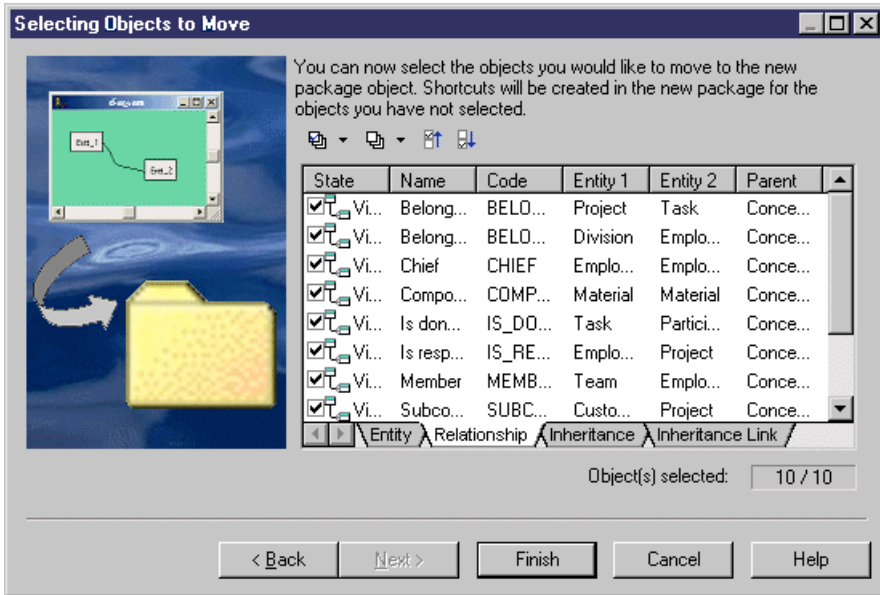 Selecting Objects to Move
You can now select the objects you would like to move to the new
package object. Shortcuts will be created in the new package for the
objects you have not selected.
State Name Code Entity 1 Entity 2 Parent
Vi... Belong... BELO... Project Task Conce...
Vi... Belong... BELO... Division Emplo... Conce...
Vi... Chief CHIEF Emplo... Emplo... Conce...
Vi... Compo... COMP... Material Material Conce...
Vi... Is don... IS_DO... Task Partici... Conce...
Vi... Is resp... IS_RE... Emplo... Project Conce...
Vi... Member MEMB... Team Emplo... Conce...
Vi... Subco... SUBC... Custo... Project Conce...
Entity Relationship Inheritance Inheritance Link
Object(s) selected: 10 / 10
< Back Next > Finish Cancel Help